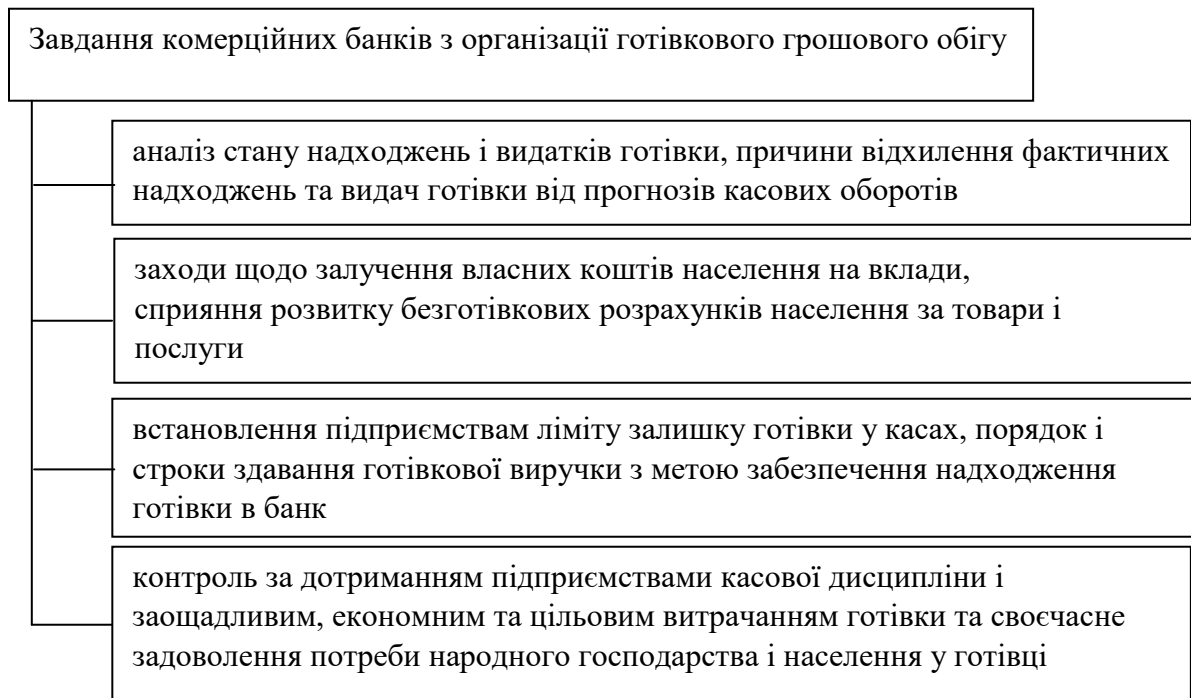 Завдання комерційних банків з організації готівкового грошового обігу
аналіз стану надходжень і видатків готівки, причини відхилення фактичних
надходжень та видач готівки від прогнозів касових оборотів
заходи щодо залучення власних коштів населення на вклади,
сприяння розвитку безготівкових розрахунків населення за товари і
послуги
встановлення підприємствам ліміту залишку готівки у касах, порядок і
строки здавання готівкової виручки з метою забезпечення надходження
готівки в банк
контроль за дотриманням підприємствами касової дисципліни і
заощадливим, економним та цільовим витрачанням готівки та своєчасне
задоволення потреби народного господарства і населення у готівці